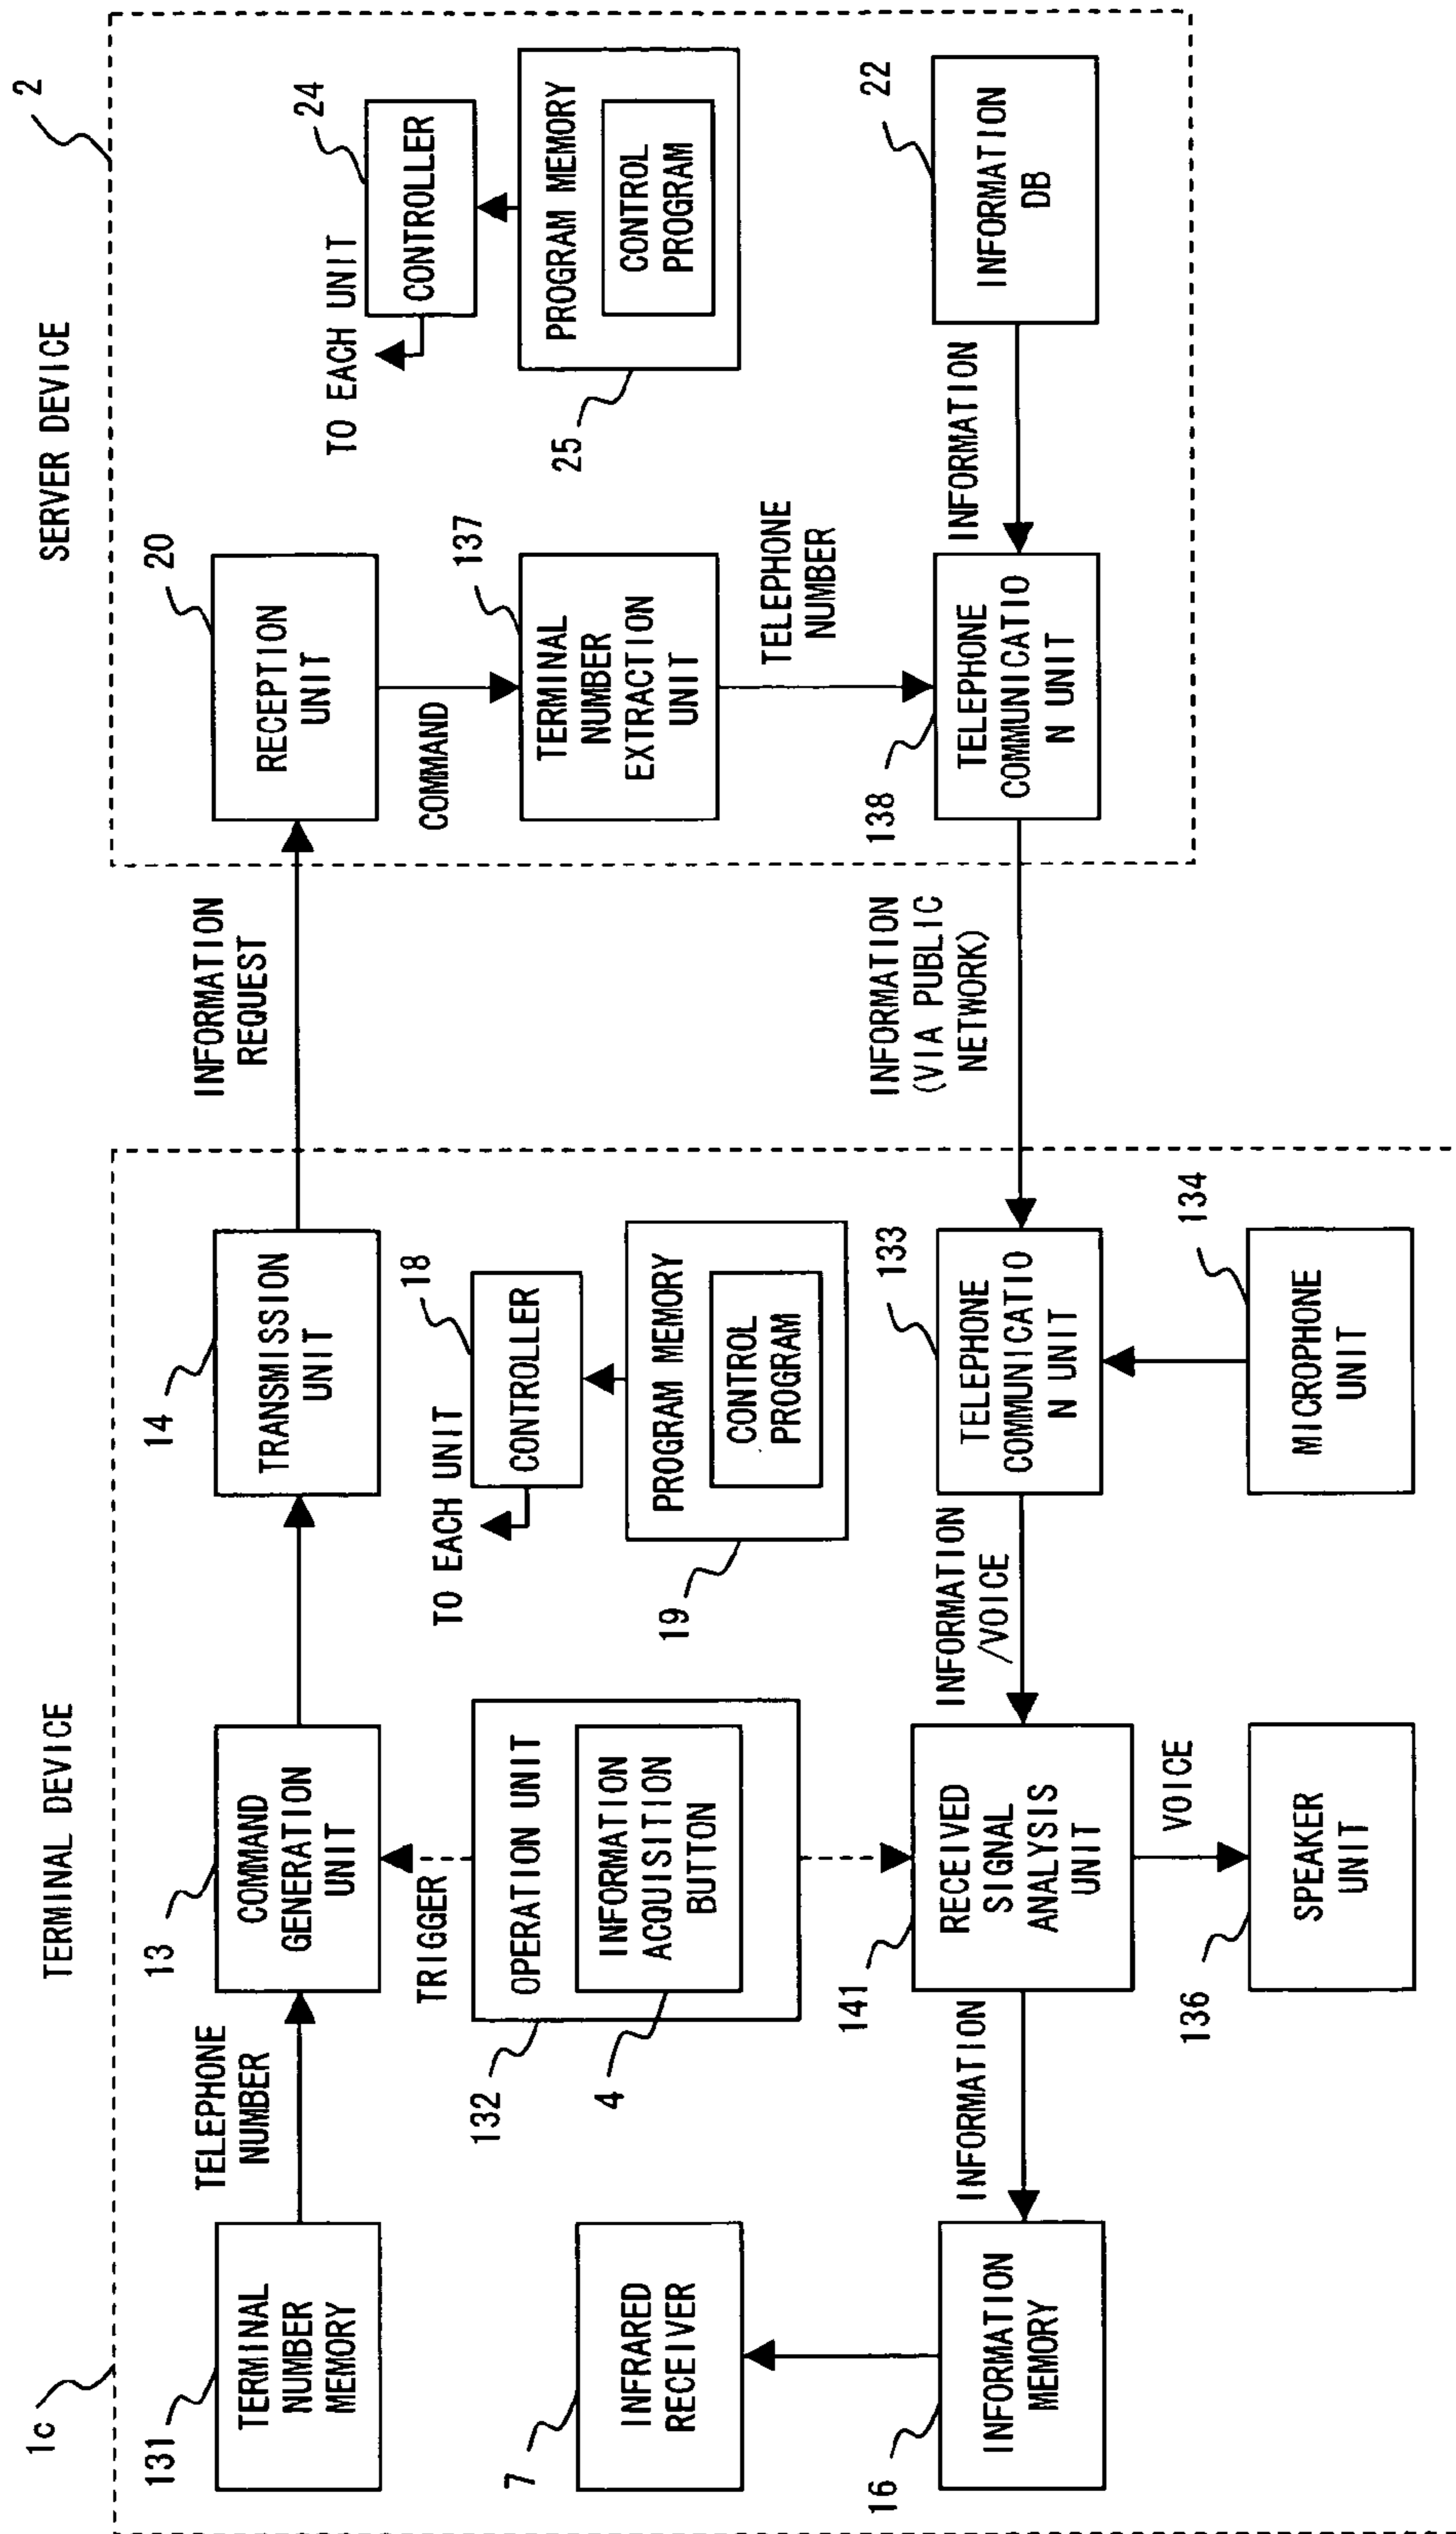 TERMINAL DEVICE
1c
131
TERMINAL
NUMBER
MEMORY
TELEPHONE
NUMBER
13
COMMAND
GENERATION
UNIT
14
TRANSMISSION
UNIT
TRIGGER
OPERATION UNIT
INFORMATION
ACQUISITION
BUTTON
132
4
TO EACH UNIT
18
CONTROLLER
PROGRAM MEMORY
CONTROL
PROGRAM
19
7
INFRARED
RECEIVER
16
INFORMATION
MEMORY
INFORMATION
141
RECEIVED
SIGNAL
ANALYSIS
UNIT
INFORMATION
/VOICE
133
TELEPHONE
COMMUNICATIO
N UNIT
VOICE
136
SPEAKER
UNIT
134
MICROPHONE
UNIT
INFORMATION
REQUEST
INFORMATION
(VIA PUBLIC
NETWORK)
SERVER DEVICE
2
20
RECEPTION
UNIT
COMMAND
137
TERMINAL
NUMBER
EXTRACTION
UNIT
TELEPHONE
NUMBER
138
TELEPHONE
COMMUNICATIO
N UNIT
TO EACH UNIT
24
CONTROLLER
PROGRAM MEMORY
CONTROL
PROGRAM
25
INFORMATION
22
INFORMATION
DB